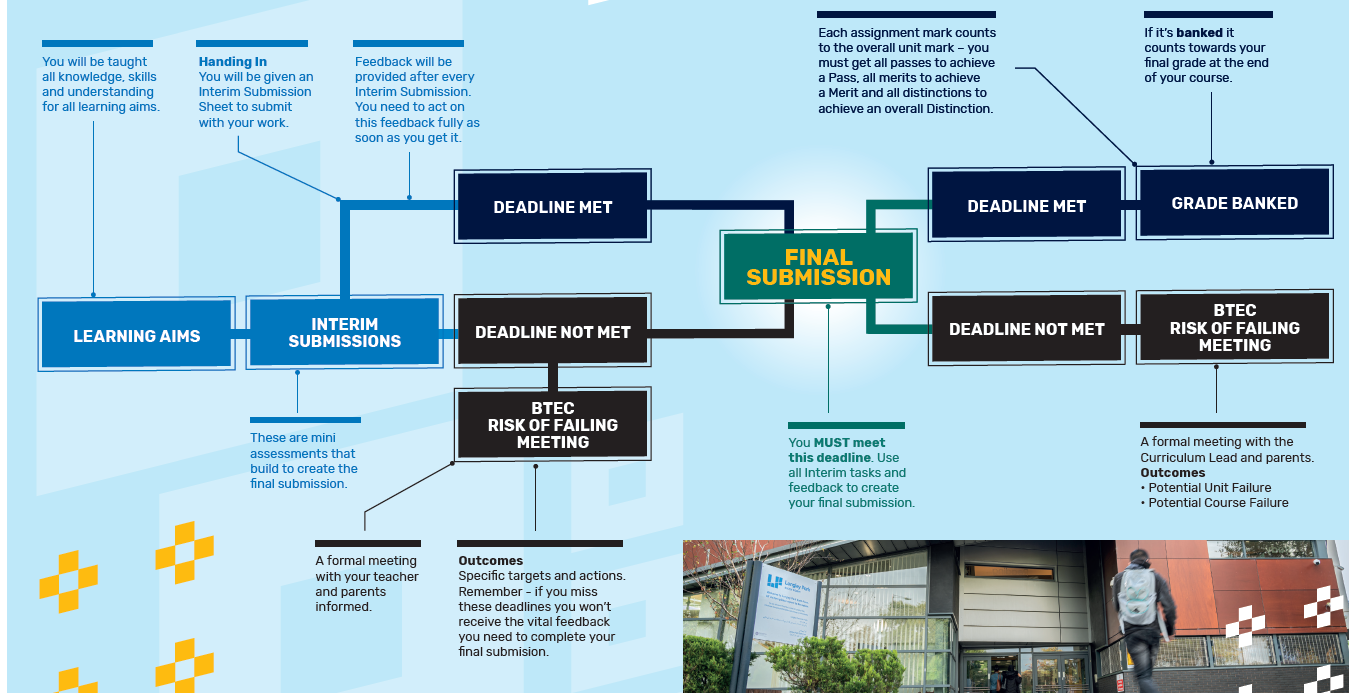 You will be taught
all knowledge, skills
and understanding
for all learning aims.
Handing In
You will be given an
Interim Submission
Sheet to submit
with your work.
Feedback will be
provided after every
Interim Submission.
You need to act on
this feedback fully as
soon as you get it.
Each assignment mark counts
to the overall unit mark – you
must get all passes to achieve
a Pass, all merits to achieve
a Merit and all distinctions to
achieve an overall Distinction.
If it's banked it
counts towards your
final grade at the end
of your course.
DEADLINE MET
DEADLINE MET
GRADE BANKED
FINAL
SUBMISSION
LEARNING AIMS
INTERIM
SUBMISSIONS
DEADLINE NOT MET
DEADLINE NOT MET
BTEC
RISK OF FAILING
MEETING
BTEC
RISK OF FAILING
MEETING
These are mini
assessments that
build to create the
final submission.
You MUST meet
this deadline. Use
all Interim tasks and
feedback to create
your final submission.
A formal meeting with the
Curriculum Lead and parents.
Outcomes
• Potential Unit Failure
• Potential Course Failure
A formal meeting
with your teacher
and parents
informed.
Outcomes
Specific targets and actions.
Remember - if you miss
these deadlines you won't
receive the vital feedback
you need to complete your
final submision.
Langley Park